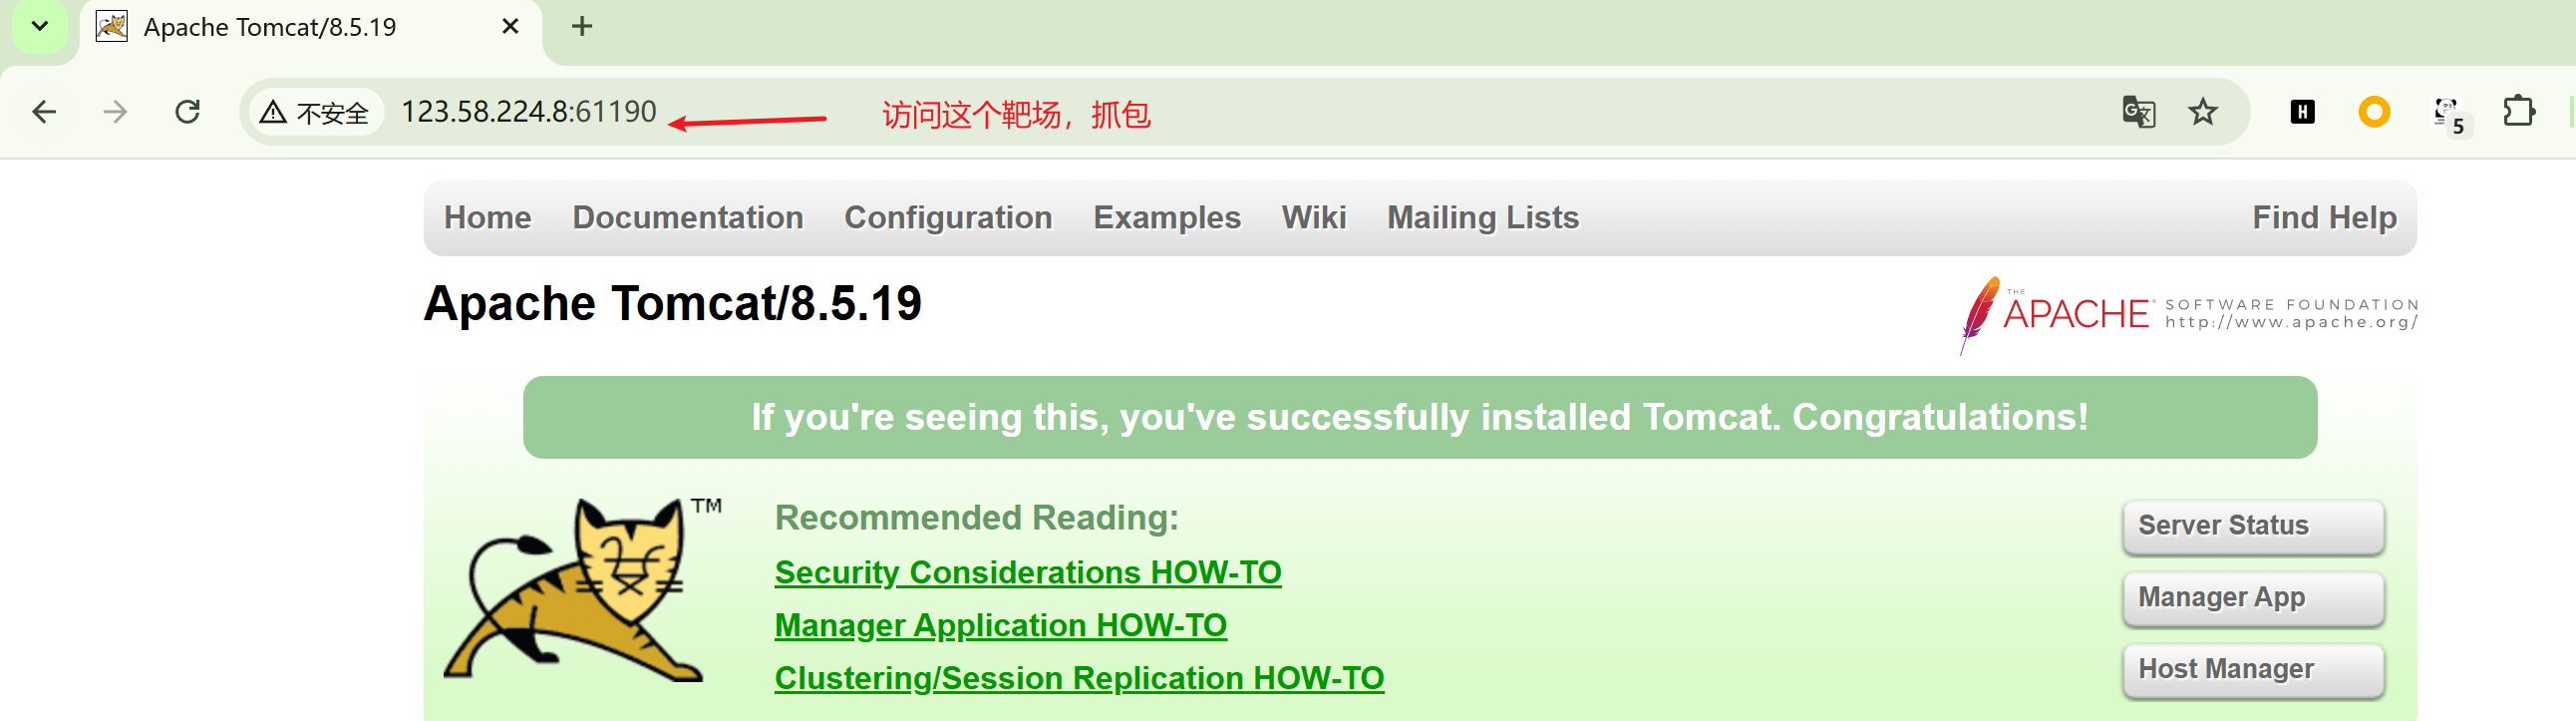 Apache Tomcat/8.5.19
不安全 123.58.224.8:61190 访问这个靶场，抓包
H
5
Home Documentation Configuration Examples Wiki Mailing Lists Find Help
Apache Tomcat/8.5.19
THE
APACHE® SOFTWARE FOUNDATION
http://www.apache.org/
If you're seeing this, you've successfully installed Tomcat. Congratulations!
TM
Recommended Reading:
Security Considerations HOW-TO
Manager Application HOW-TO
Clustering/Session Replication HOW-TO
Server Status
Manager App
Host Manager